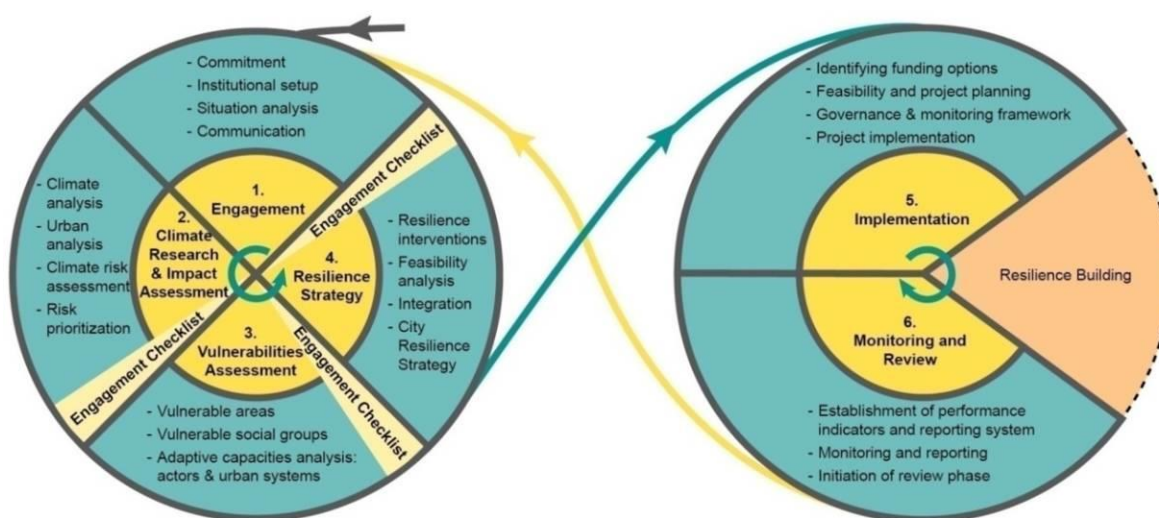 - Commitment
- Institutional setup
- Situation analysis
- Communication
1.
Engagement
Engagement Checklist
- Climate
analysis
- Urban
analysis
- Climate risk
assessment
- Risk
prioritization
2.
Climate
Research
& Impact
Assessment
Engagement Checklist
3.
Vulnerabilities
Assessment
- Vulnerable areas
- Vulnerable social groups
- Adaptive capacities analysis:
actors & urban systems
Engagement Checklist
4.
Resilience
Strategy
- Resilience
interventions
- Feasibility
analysis
- Integration
- City
Resilience
Strategy
- Identifying funding options
- Feasibility and project planning
- Governance & monitoring framework
- Project implementation
5.
Implementation
Resilience Building
6.
Monitoring
and Review
- Establishment of performance
indicators and reporting system
- Monitoring and reporting
- Initiation of review phase